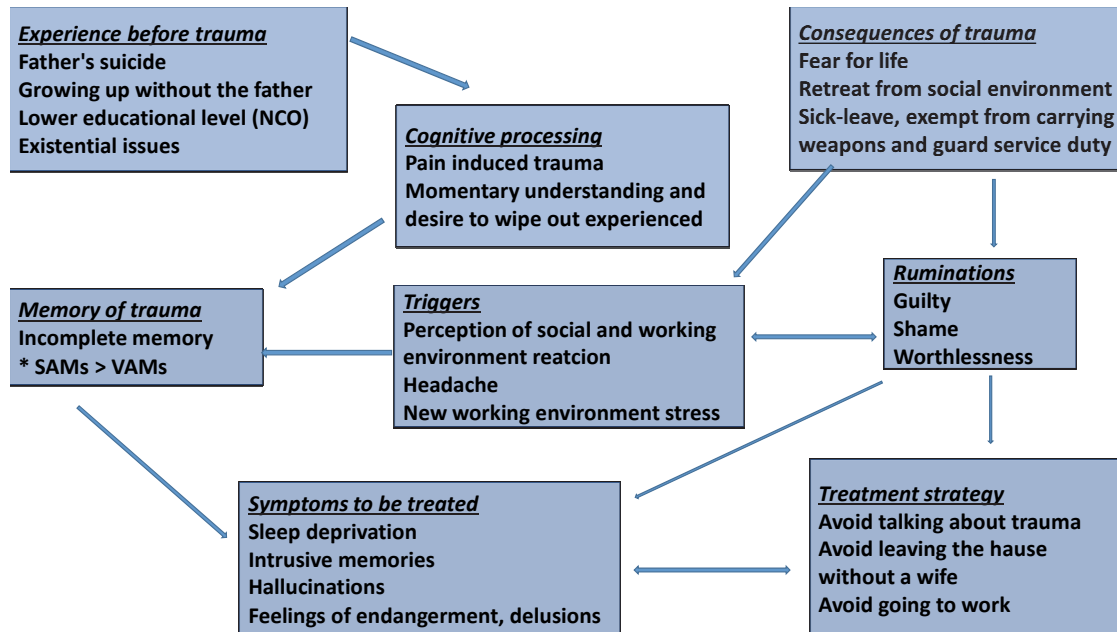 Experience before trauma
Father's suicide
Growing up without the father
Lower educational level (NCO)
Existential issues
Consequences of trauma
Fear for life
Retreat from social environment
Sick-leave, exempt from carrying
weapons and guard service duty
Cognitive processing
Pain induced trauma
Momentary understanding and
desire to wipe out experienced
Memory of trauma
Incomplete memory
* SAMs > VAMs
Triggers
Perception of social and working
environment reatcion
Headache
New working environment stress
Ruminations
Guilty
Shame
Worthlessness
Symptoms to be treated
Sleep deprivation
Intrusive memories
Hallucinations
Feelings of endangerment, delusions
Treatment strategy
Avoid talking about trauma
Avoid leaving the hause
without a wife
Avoid going to work